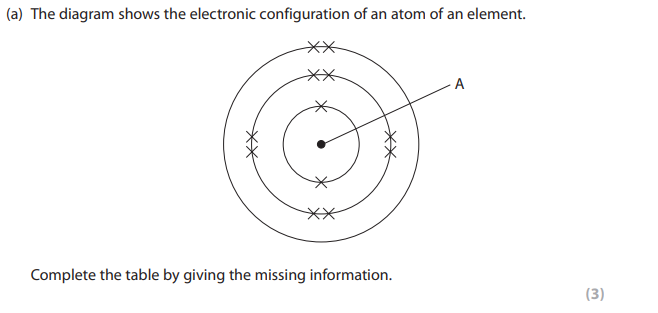 (a) The diagram shows the electronic configuration of an atom of an element.
A
Complete the table by giving the missing information.
(3)